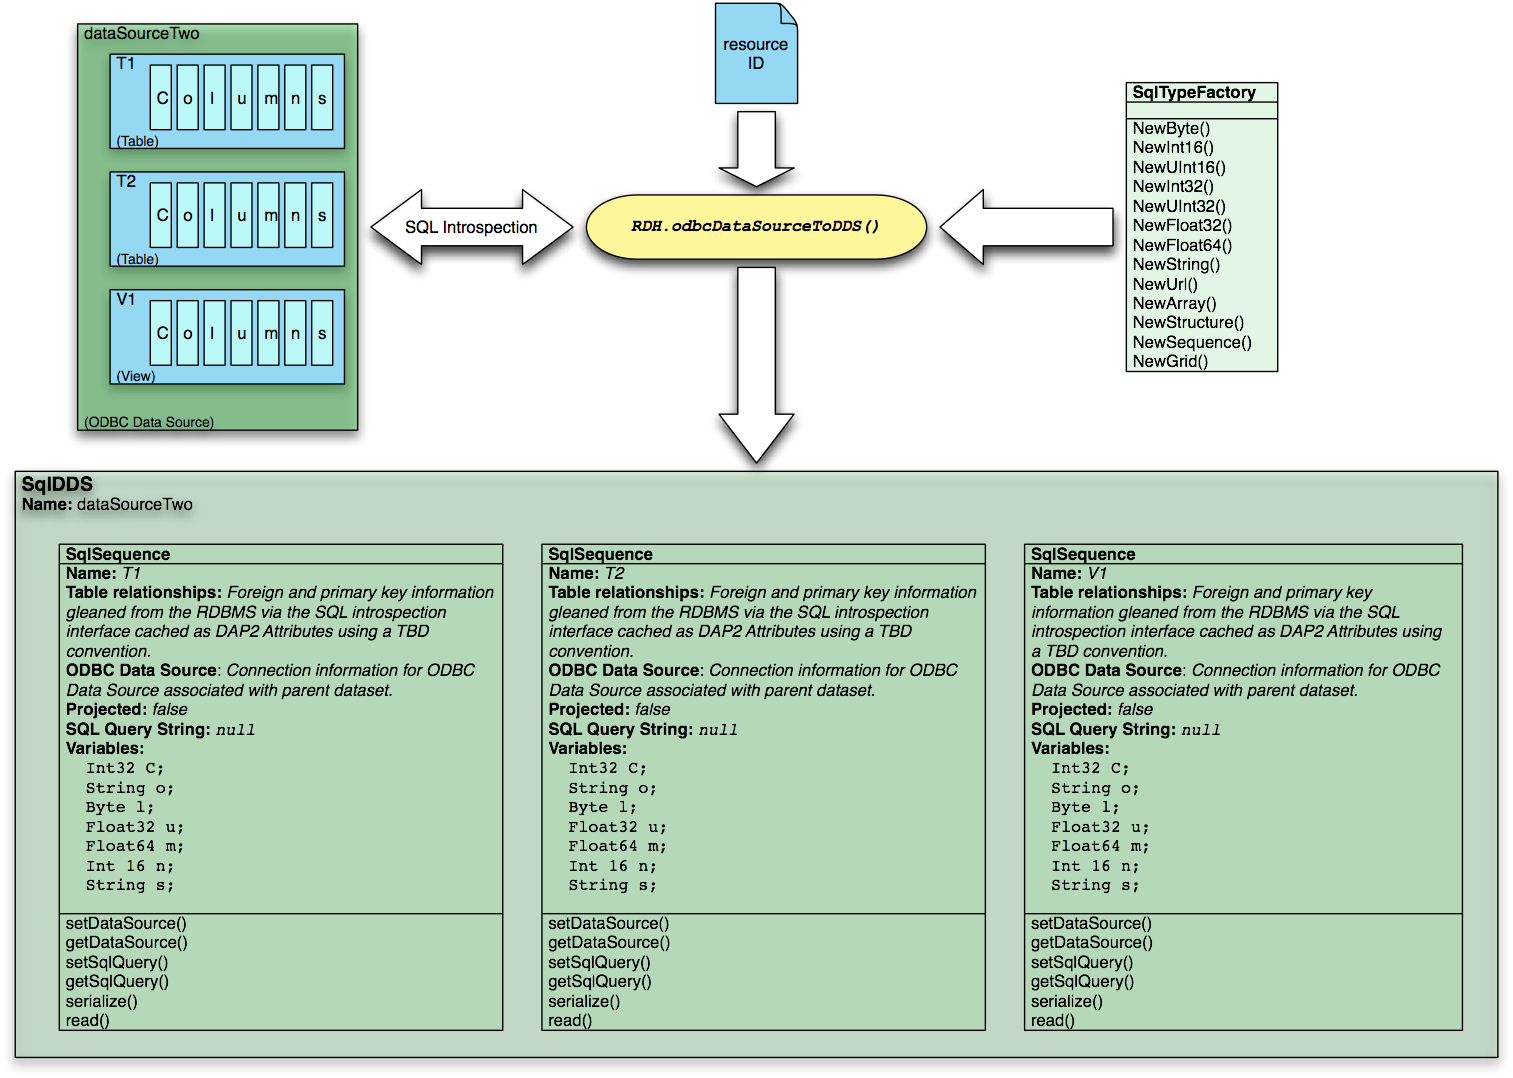 dataSourceTwo
T1
C o l u m n s
(Table)
T2
C o l u m n s
(Table)
V1
C o l u m n s
(View)
(ODBC Data Source)
resource
ID
SQL Introspection
RDH.odbcDataSourceToDDS()
SqlTypeFactory
NewByte()
NewInt16()
NewUInt16()
NewInt32()
NewUInt32()
NewFloat32()
NewFloat64()
NewString()
NewUrl()
NewArray()
NewStructure()
NewSequence()
NewGrid()
SqlDDS
Name: dataSourceTwo
SqlSequence
Name: T1
Table relationships: Foreign and primary key information
gleaned from the RDBMS via the SQL introspection
interface cached as DAP2 Attributes using a TBD
convention.
ODBC Data Source: Connection information for ODBC
Data Source associated with parent dataset.
Projected: false
SQL Query String: null
Variables:
Int32 C;
String o;
Byte l;
Float32 u;
Float64 m;
Int 16 n;
String s;
setDataSource()
getDataSource()
setSqlQuery()
getSqlQuery()
serialize()
read()
SqlSequence
Name: T2
Table relationships: Foreign and primary key information
gleaned from the RDBMS via the SQL introspection
interface cached as DAP2 Attributes using a TBD
convention.
ODBC Data Source: Connection information for ODBC
Data Source associated with parent dataset.
Projected: false
SQL Query String: null
Variables:
Int32 C;
String o;
Byte l;
Float32 u;
Float64 m;
Int 16 n;
String s;
setDataSource()
getDataSource()
setSqlQuery()
getSqlQuery()
serialize()
read()
SqlSequence
Name: V1
Table relationships: Foreign and primary key
information gleaned from the RDBMS via the SQL
introspection interface cached as DAP2 Attributes using
a TBD convention.
ODBC Data Source: Connection information for ODBC
Data Source associated with parent dataset.
Projected: false
SQL Query String: null
Variables:
Int32 C;
String o;
Byte l;
Float32 u;
Float64 m;
Int 16 n;
String s;
setDataSource()
getDataSource()
setSqlQuery()
getSqlQuery()
serialize()
read()